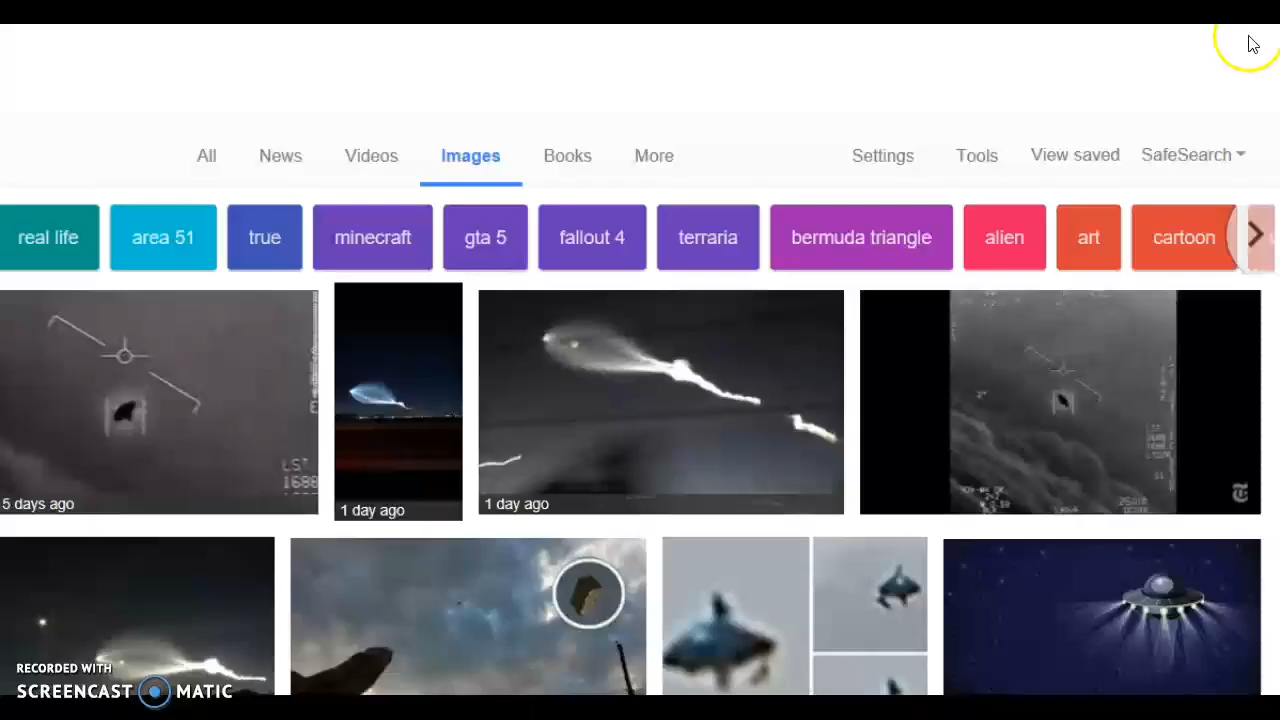 All News Videos Images Books More Settings Tools View saved SafeSearch
real life area 51 true minecraft gta 5 fallout 4 terraria bermuda triangle alien art cartoon
LST
1688
5 days ago
1 day ago
1 day ago
RECORDED WITH
SCREENCAST MATIC